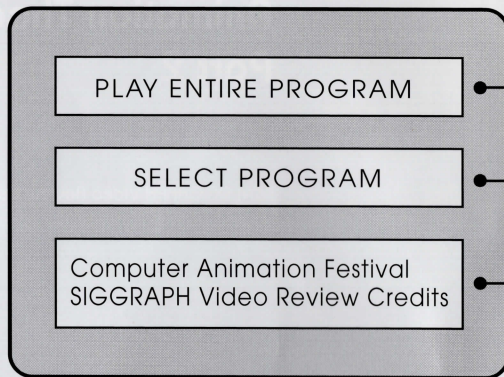 PLAY ENTIRE PROGRAM
SELECT PROGRAM
Computer Animation Festival
SIGGRAPH Video Review Credits